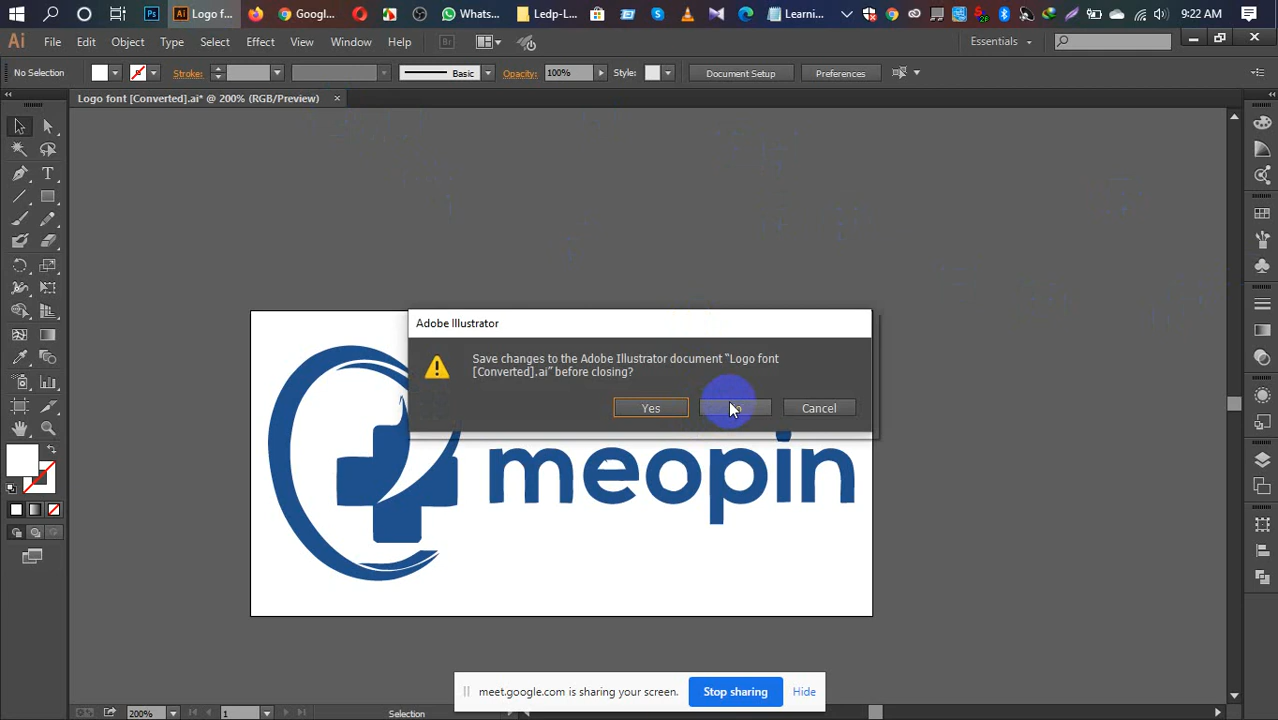 Logo f...
Googl...
Whats...
Ledp-L...
Learni...
9:22 AM
Ai
File
Edit
Object
Type
Select
Effect
View
Window
Help
Br
Essentials
No Selection
Stroke:
Basic
Opacity:
100%
Style:
Document Setup
Preferences
Logo font [Converted].ai* @ 200% (RGB/Preview)
Adobe Illustrator
Save changes to the Adobe Illustrator document “Logo font
[Converted].ai” before closing?
Yes
Cancel
meopin
meet.google.com is sharing your screen.
Stop sharing
Hide
200%
1
Selection